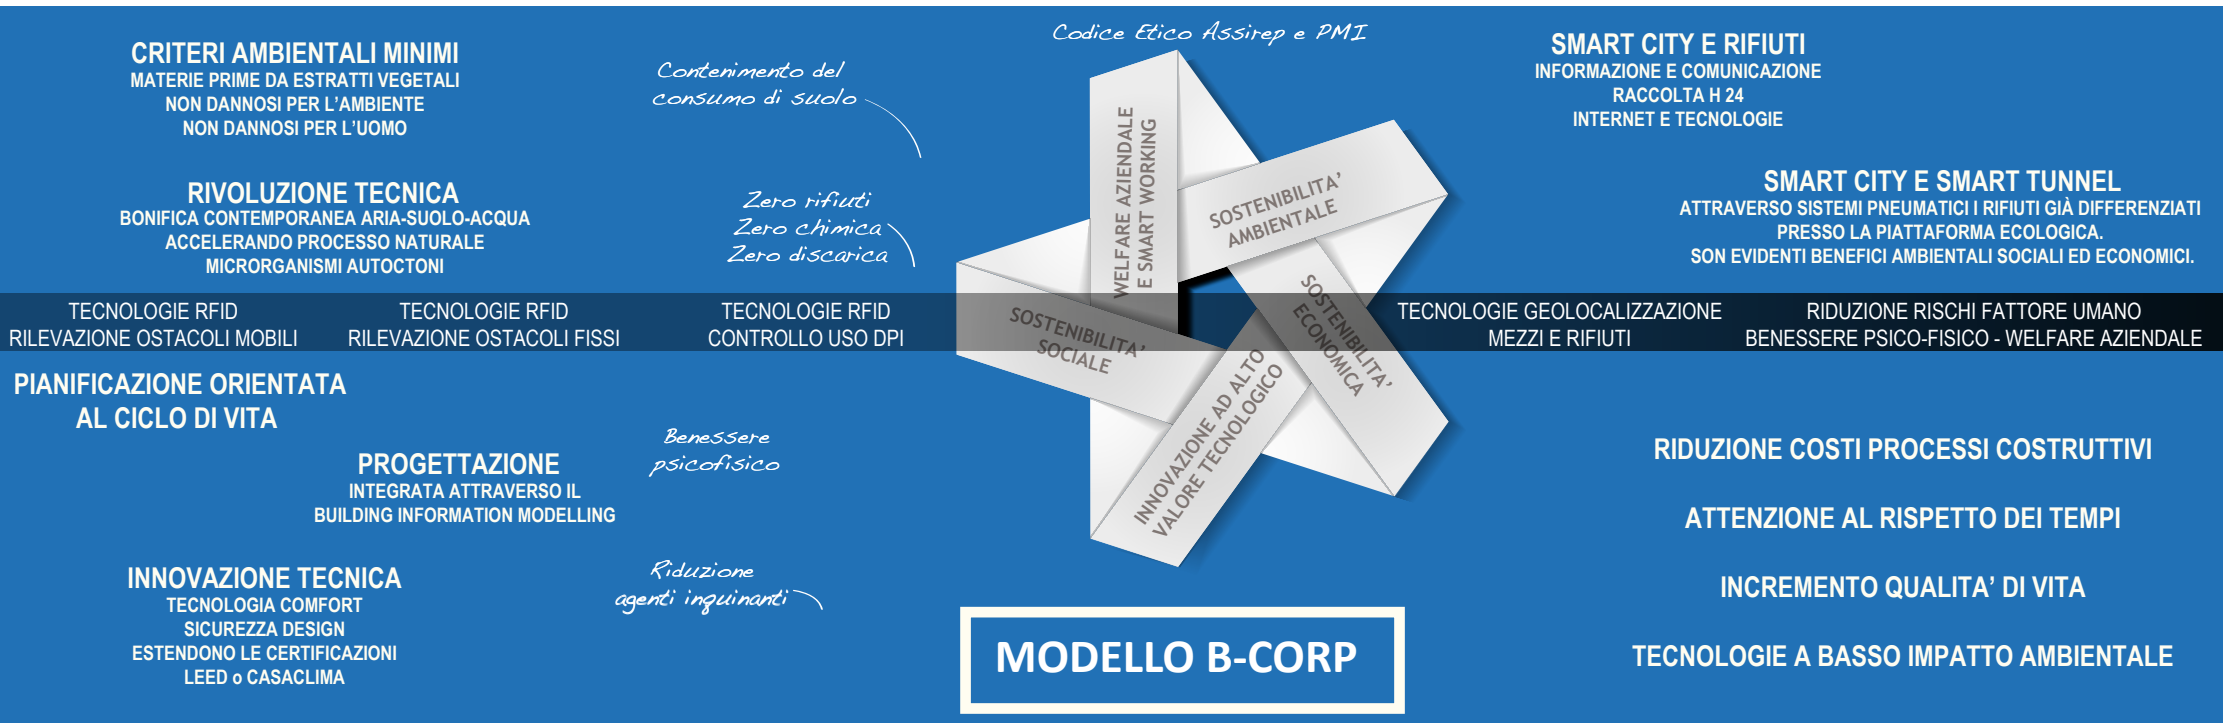 Codice Etico Assirep e PMI
CRITERI AMBIENTALI MINIMI
MATERIE PRIME DA ESTRATTI VEGETALI
NON DANNOSI PER L'AMBIENTE
NON DANNOSI PER L'UOMO
Contenimento del
consumo di suolo
SMART CITY E RIFIUTI
INFORMAZIONE E COMUNICAZIONE
RACCOLTA H 24
INTERNET E TECNOLOGIE
RIVOLUZIONE TECNICA
BONIFICA CONTEMPORANEA ARIA-SUOLO-ACQUA
ACCELERANDO PROCESSO NATURALE
MICRORGANISMI AUTOCTONI
Zero rifiuti
Zero chimica
Zero discarica
WELFARE AZIENDALE
E SMART WORKING
SOSTENIBILITA'
AMBIENTALE
SOSTENIBILITA'
ECONOMICA
INNOVAZIONE AD ALTO
VALORE TECNOLOGICO
SOSTENIBILITA'
SOCIALE
SMART CITY E SMART TUNNEL
ATTRAVERSO SISTEMI PNEUMATICI I RIFIUTI GIÀ DIFFERENZIATI
PRESSO LA PIATTAFORMA ECOLOGICA.
SON EVIDENTI BENEFICI AMBIENTALI SOCIALI ED ECONOMICI.
TECNOLOGIE RFID
RILEVAZIONE OSTACOLI MOBILI
TECNOLOGIE RFID
RILEVAZIONE OSTACOLI FISSI
TECNOLOGIE RFID
CONTROLLO USO DPI
TECNOLOGIE GEOLOCALIZZAZIONE
MEZZI E RIFIUTI
RIDUZIONE RISCHI FATTORE UMANO
BENESSERE PSICO-FISICO - WELFARE AZIENDALE
PIANIFICAZIONE ORIENTATA
AL CICLO DI VITA
PROGETTAZIONE
INTEGRATA ATTRAVERSO IL
BUILDING INFORMATION MODELLING
Benessere
psicofisico
INNOVAZIONE TECNICA
TECNOLOGIA COMFORT
SICUREZZA DESIGN
ESTENDONO LE CERTIFICAZIONI
LEED o CASACLIMA
Riduzione
agenti inquinanti
MODELLO B-CORP
RIDUZIONE COSTI PROCESSI COSTRUTTIVI
ATTENZIONE AL RISPETTO DEI TEMPI
INCREMENTO QUALITA' DI VITA
TECNOLOGIE A BASSO IMPATTO AMBIENTALE